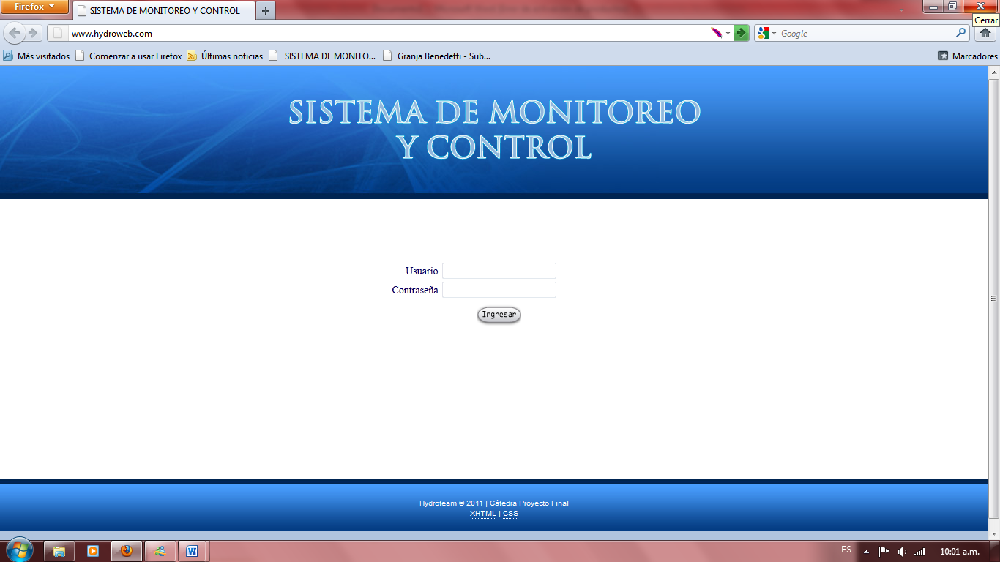 Firefox
SISTEMA DE MONITOREO Y CONTROL
Cerrar
www.hydroweb.com
Google
Más visitados
Comenzar a usar Firefox
Últimas noticias
SISTEMA DE MONITO...
Granja Benedetti - Sub...
Marcadores
SISTEMA DE MONITOREO
Y CONTROL
Usuario
Contraseña
Ingresar
Hydroteam © 2011 | Cátedra Proyecto Final
XHTML | CSS
ES
10:01 a.m.